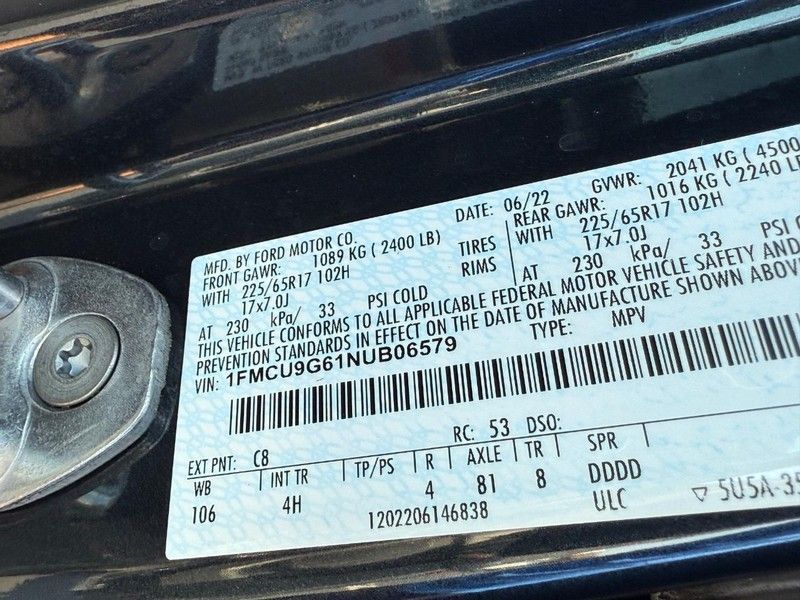 MFD. BY FORD MOTOR CO. DATE: 06/22 GVWR: 2041 KG ( 4500
FRONT GAWR: 1089 KG ( 2400 LB) REAR GAWR: 1016 KG ( 2240 LB
WITH 225/65R17 102H TIRES WITH 225/65R17 102H
17x7.0J RIMS 17x7.0J
AT 230 kPa/ 33 PSI COLD AT 230 kPa/ 33 PSI CO
THIS VEHICLE CONFORMS TO ALL APPLICABLE FEDERAL MOTOR VEHICLE SAFETY AND
PREVENTION STANDARDS IN EFFECT ON THE DATE OF MANUFACTURE SHOWN ABOVE
VIN: 1FMCU9G61NUB06579 TYPE: MPV
EXT PNT: C8 RC: 53 DSO:
WB INT TR TP/PS R AXLE TR SPR
106 4H 4 81 8 DDDD
1202206146838 ULC ▽ 5U5A-35